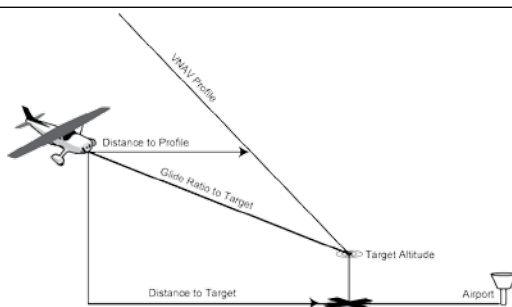 VNAV Profile
Distance to Profile
Glide Ratio to Target
Target Altitude
Distance to Target
Airport